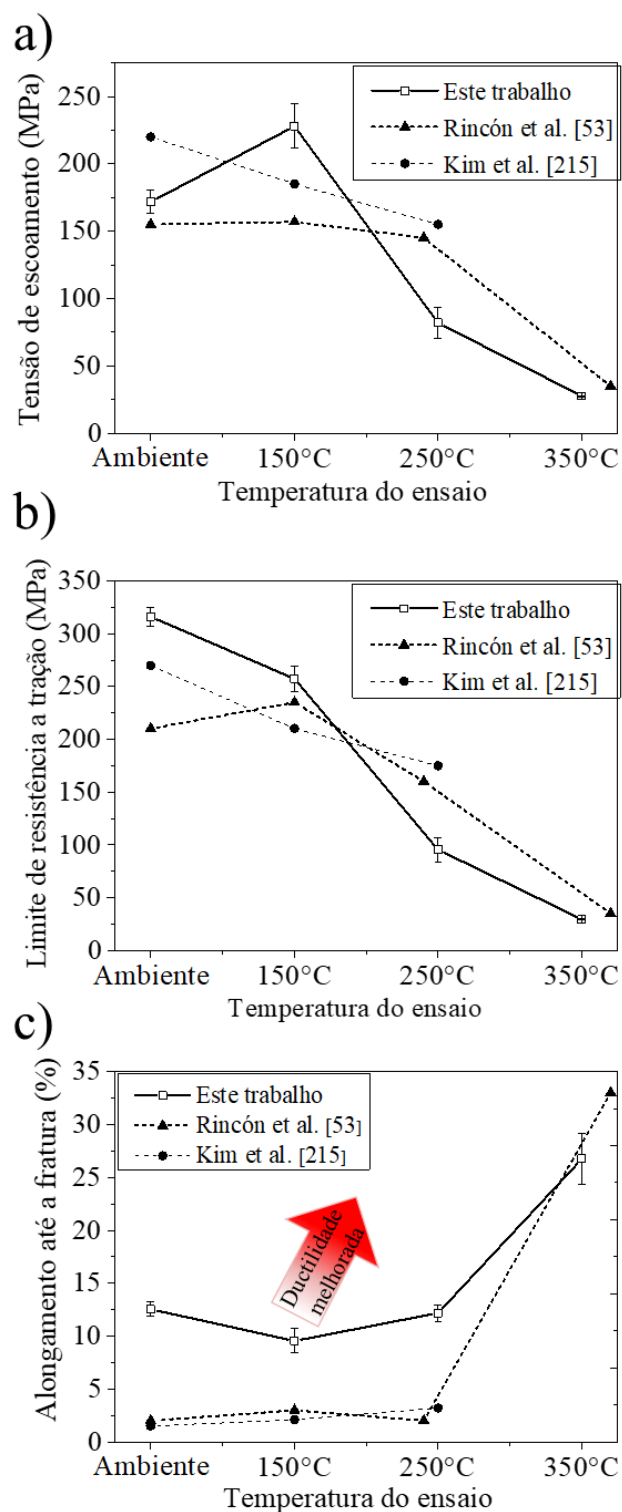 a)
Tensão de escoamento (MPa)
250
200
150
100
50
0
Este trabalho
Rincón et al. [53]
Kim et al. [215]
Ambiente 150°C 250°C 350°C
Temperatura do ensaio
b)
Limite de resistência a tração (MPa)
350
300
250
200
150
100
50
0
Este trabalho
Rincón et al. [53]
Kim et al. [215]
Ambiente 150°C 250°C 350°C
Temperatura do ensaio
c)
Alongamento até a fratura (%)
35
30
25
20
15
10
5
0
Este trabalho
Rincón et al. [53]
Kim et al. [215]
Ductilidade
melhorada
Ambiente 150°C 250°C 350°C
Temperatura do ensaio